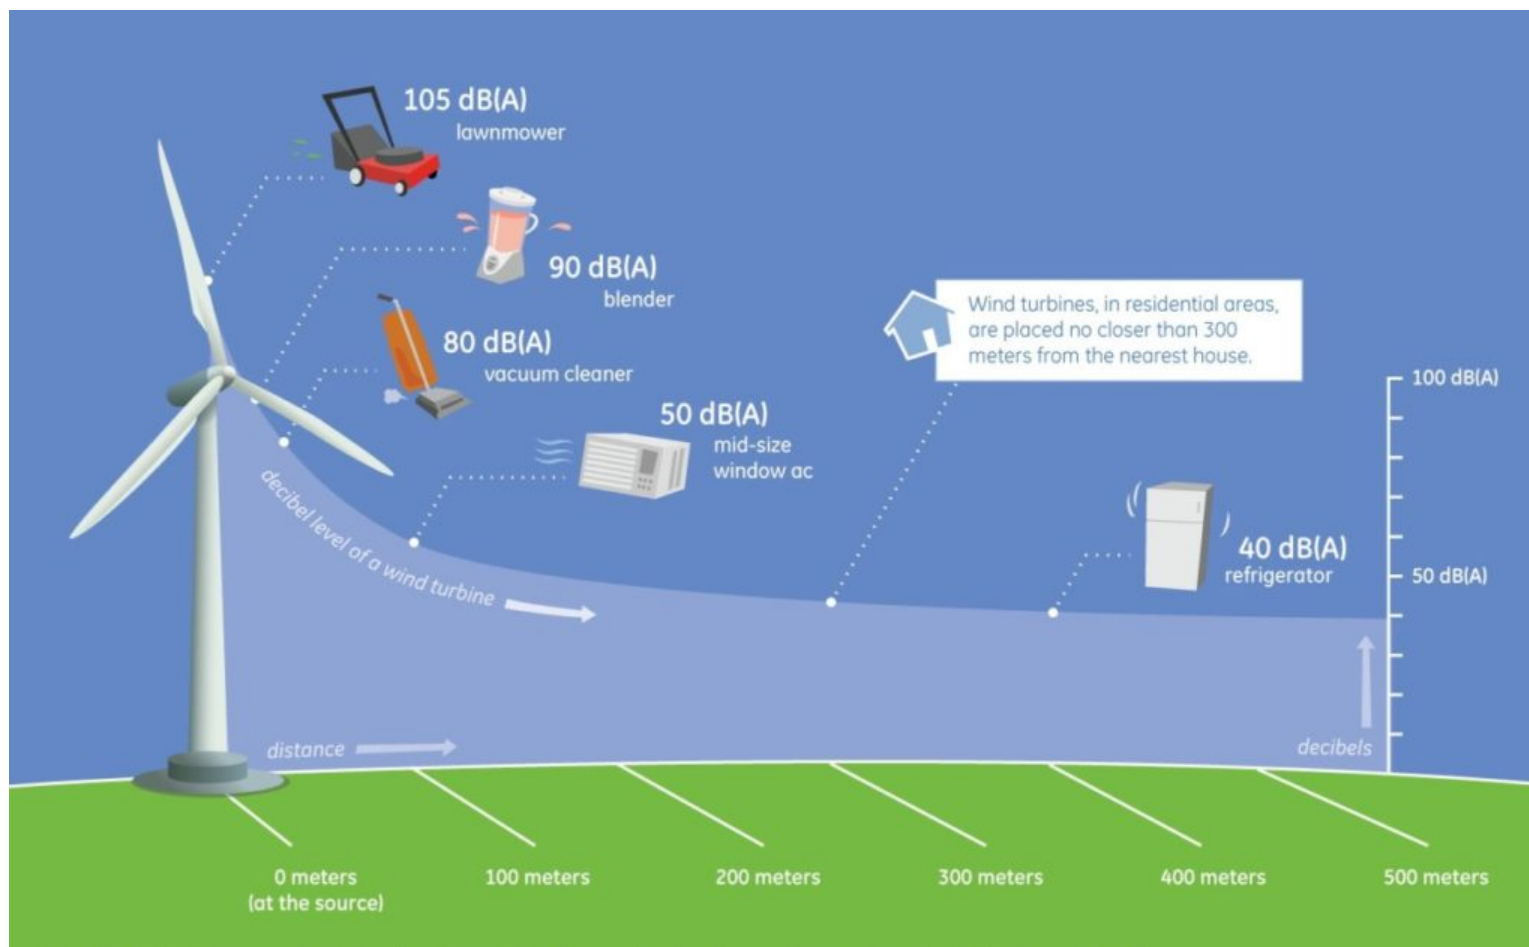 105 dB(A)
lawnmower
90 dB(A)
blender
80 dB(A)
vacuum cleaner
50 dB(A)
mid-size
window ac
Wind turbines, in residential areas,
are placed no closer than 300
meters from the nearest house.
100 dB(A)
40 dB(A)
refrigerator
50 dB(A)
decibel level of a wind turbine
distance
decibels
0 meters
(at the source)
100 meters
200 meters
300 meters
400 meters
500 meters